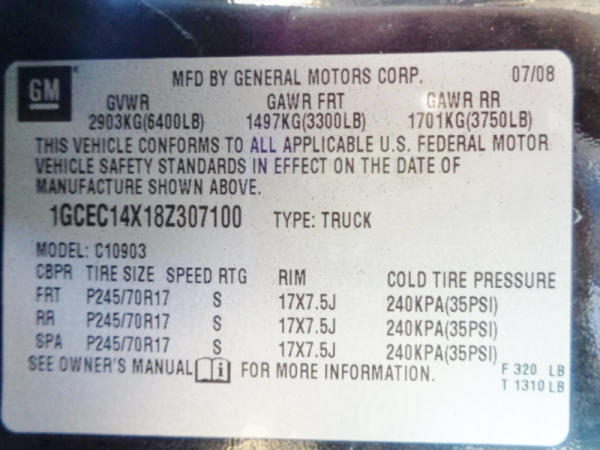 GM
MFD BY GENERAL MOTORS CORP. 07/08
GVWR GAWR FRT GAWR RR
2903KG(6400LB) 1497KG(3300LB) 1701KG(3750LB)
THIS VEHICLE CONFORMS TO ALL APPLICABLE U.S. FEDERAL MOTOR
VEHICLE SAFETY STANDARDS IN EFFECT ON THE DATE OF
MANUFACTURE SHOWN ABOVE.
1GCEC14X18Z307100 TYPE: TRUCK
MODEL: C10903
CBPR TIRE SIZE SPEED RTG RIM COLD TIRE PRESSURE
FRT P245/70R17 S 17X7.5J 240KPA(35PSI)
RR P245/70R17 S 17X7.5J 240KPA(35PSI)
SPA P245/70R17 S 17X7.5J 240KPA(35PSI)
SEE OWNER'S MANUAL i FOR MORE INFORMATION. F 320 LB
T 1310 LB